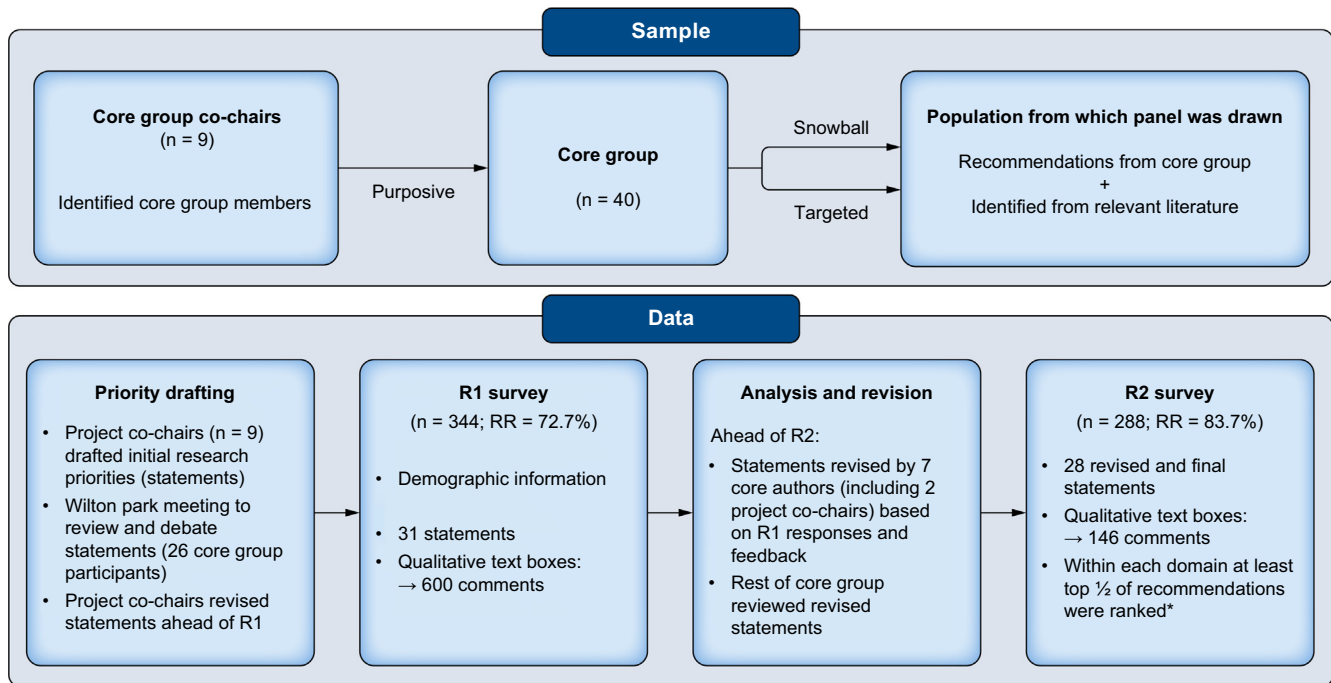 Sample
Core group co-chairs
(n = 9)
Identified core group members
Purposive
Core group
(n = 40)
Snowball
Targeted
Population from which panel was drawn
Recommendations from core group
+
Identified from relevant literature
Data
Priority drafting
• Project co-chairs (n = 9)
drafted initial research
priorities (statements)
• Wilton park meeting to
review and debate
statements (26 core group
participants)
• Project co-chairs revised
statements ahead of R1
R1 survey
(n = 344; RR = 72.7%)
• Demographic information
• 31 statements
• Qualitative text boxes:
→ 600 comments
Analysis and revision
Ahead of R2:
• Statements revised by 7
core authors (including 2
project co-chairs) based
on R1 responses and
feedback
• Rest of core group
reviewed revised
statements
R2 survey
(n = 288; RR = 83.7%)
• 28 revised and final
statements
• Qualitative text boxes:
→ 146 comments
• Within each domain at least
top ½ of recommendations
were ranked*